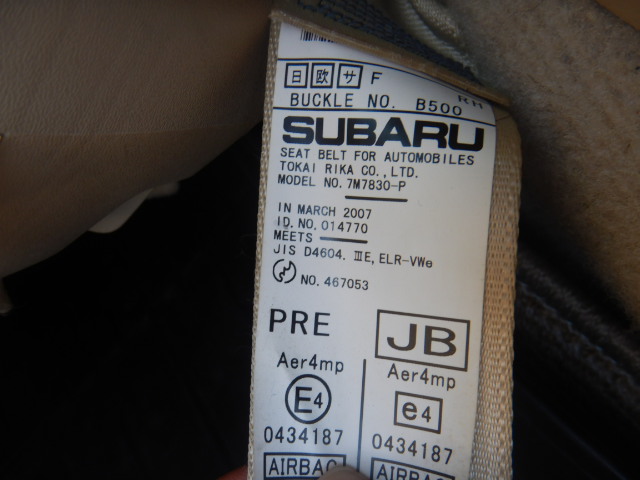 日 欧 サ F RH
BUCKLE NO. B500
SUBARU
SEAT BELT FOR AUTOMOBILES
TOKAI RIKA CO., LTD.
MODEL NO. 7M7830-P
IN MARCH 2007
ID. NO. 014770
MEETS
JIS D4604. ⅢE, ELR-VWe
NO. 467053
PRE JB
Aer4mp Aer4mp
E4 e4
0434187 0434187
AIRBAG AIRBAG